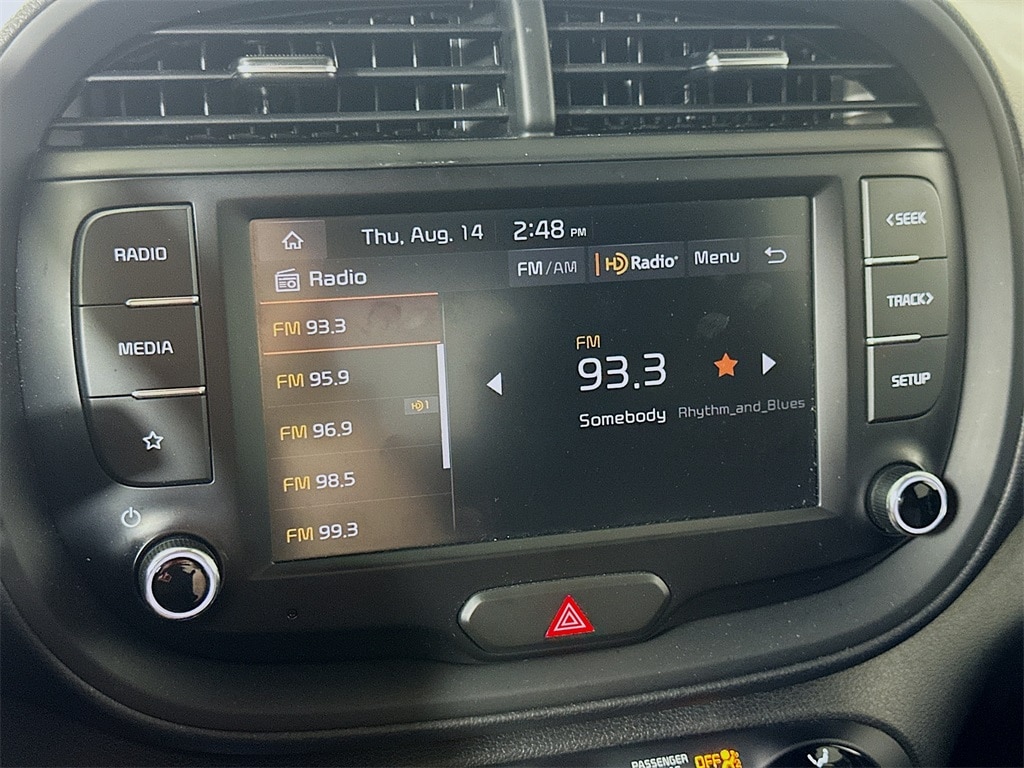 Thu, Aug. 14 2:48 PM
Radio FM/AM HD Radio Menu
RADIO
MEDIA
FM 93.3
FM 95.9
HD1
FM 96.9
FM 98.5
FM 99.3
FM
93.3
Somebody Rhythm_and_Blues
< SEEK
TRACK >
SETUP
PASSENGER OFF